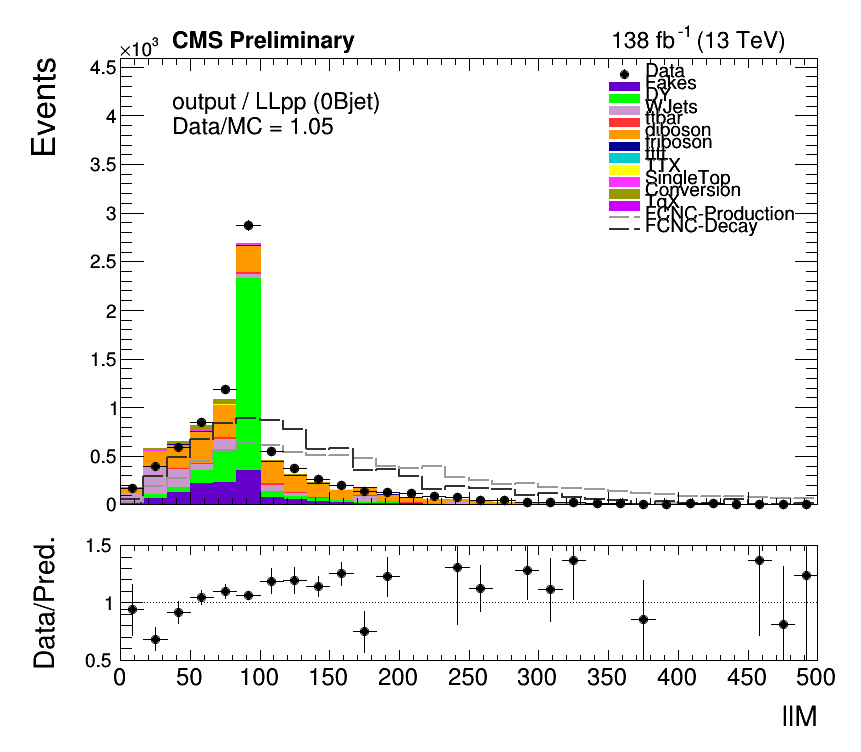 CMS Preliminary
138 fb-1 (13 TeV)
×10³
Events
output / LLpp (0Bjet)
Data/MC = 1.05
Data
Fakes
DY
WJets
ttbar
diboson
triboson
tttt
TTX
SingleTop
Conversion
TqX
FCNC-Production
FCNC-Decay
4.5
4
3.5
3
2.5
2
1.5
1
0.5
0
Data/Pred.
1.5
1
0.5
0 50 100 150 200 250 300 350 400 450 500
llM